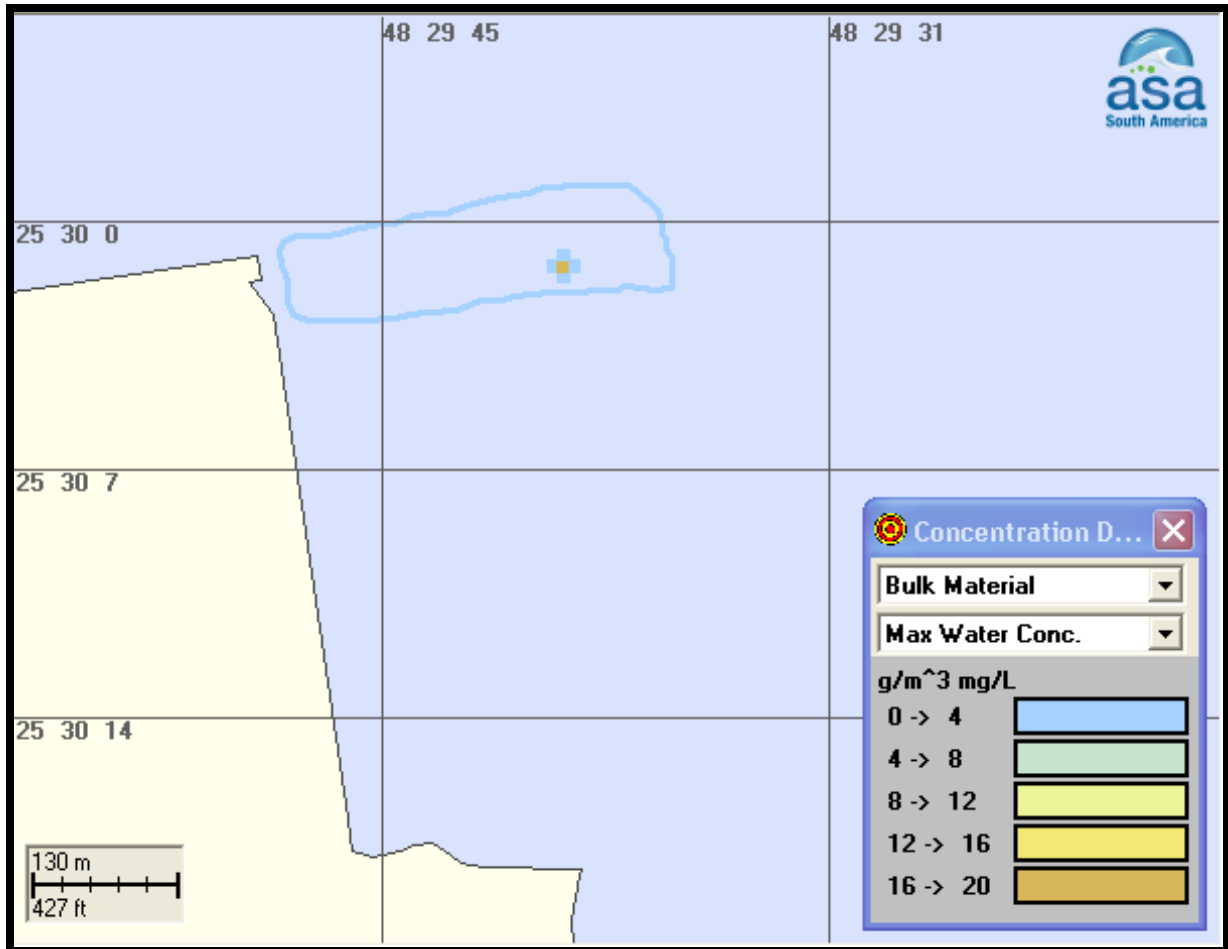 48 29 45
48 29 31
asa
South America
25 30 0
25 30 7
25 30 14
130 m
427 ft
Concentration D...
Bulk Material
Max Water Conc.
g/m^3 mg/L
0 -> 4
4 -> 8
8 -> 12
12 -> 16
16 -> 20